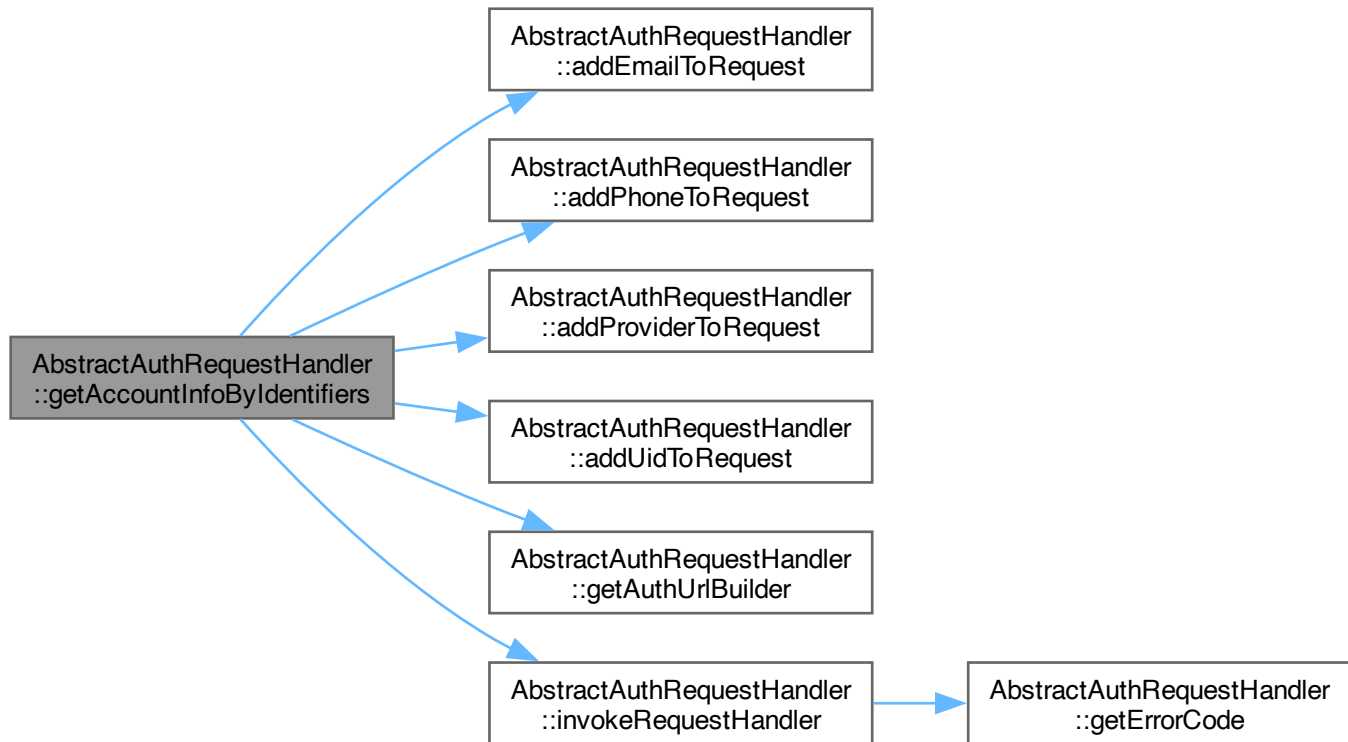 AbstractAuthRequestHandler
::addEmailToRequest
AbstractAuthRequestHandler
::addPhoneToRequest
AbstractAuthRequestHandler
::addProviderToRequest
AbstractAuthRequestHandler
::getAccountInfoByIdentifiers
AbstractAuthRequestHandler
::addUidToRequest
AbstractAuthRequestHandler
::getAuthUrlBuilder
AbstractAuthRequestHandler
::invokeRequestHandler
AbstractAuthRequestHandler
::getErrorCode